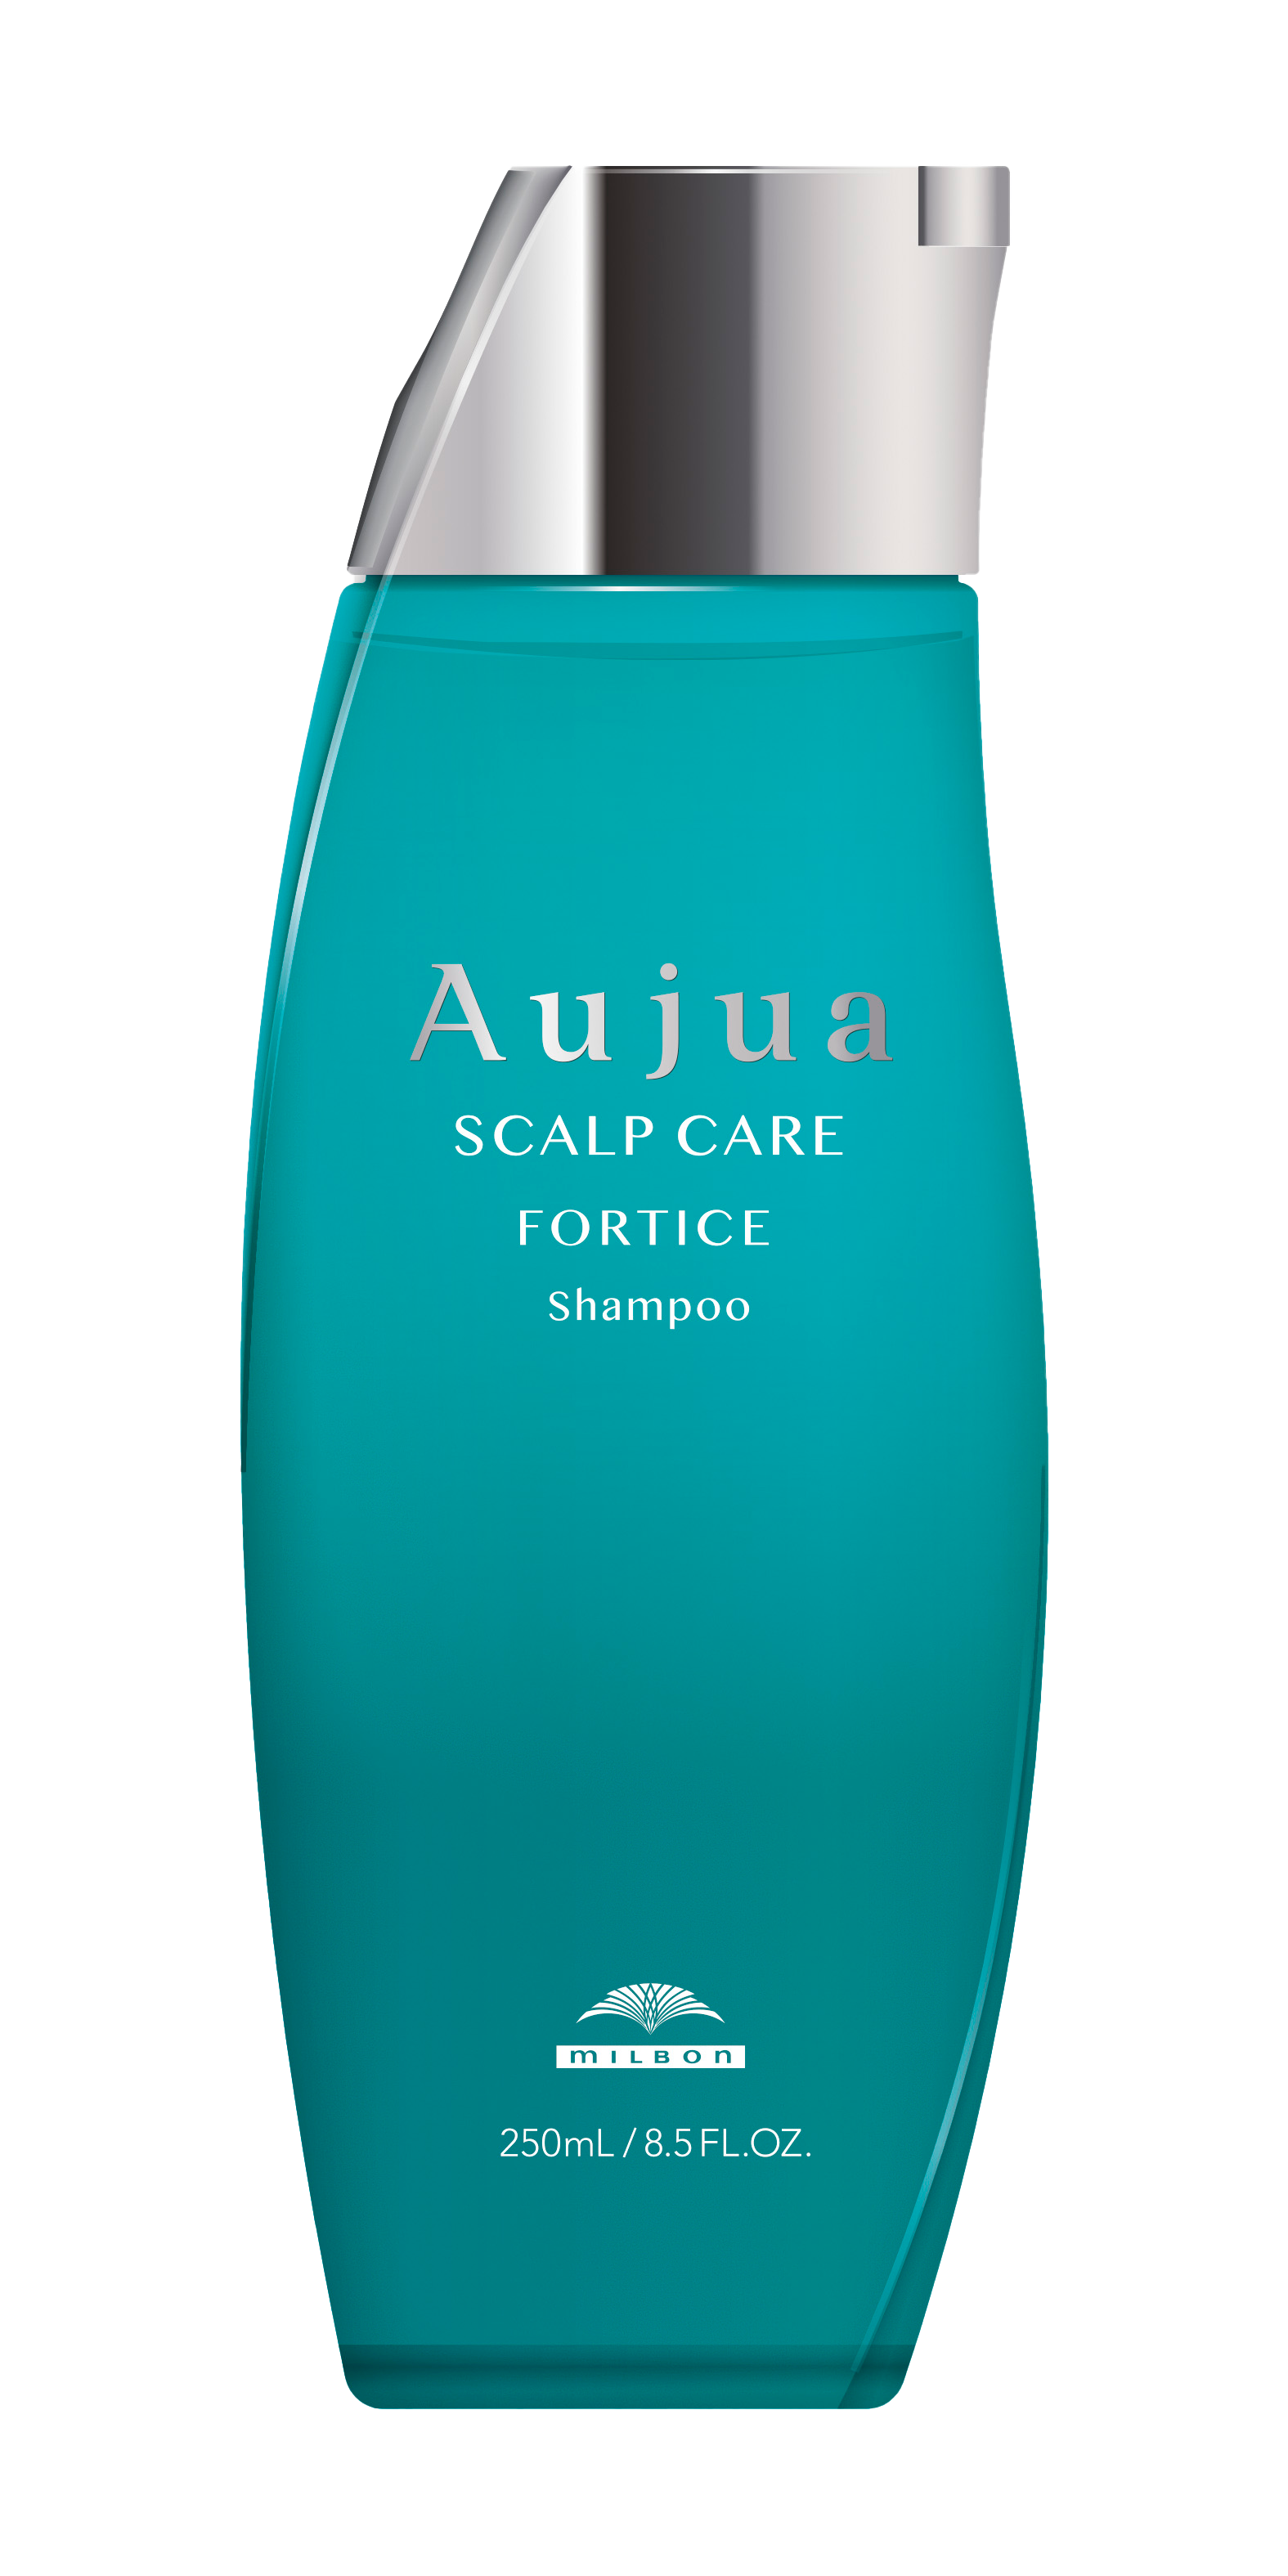 Aujua
SCALP CARE
FORTICE
Shampoo
MILBON
250mL / 8.5 FL.OZ.